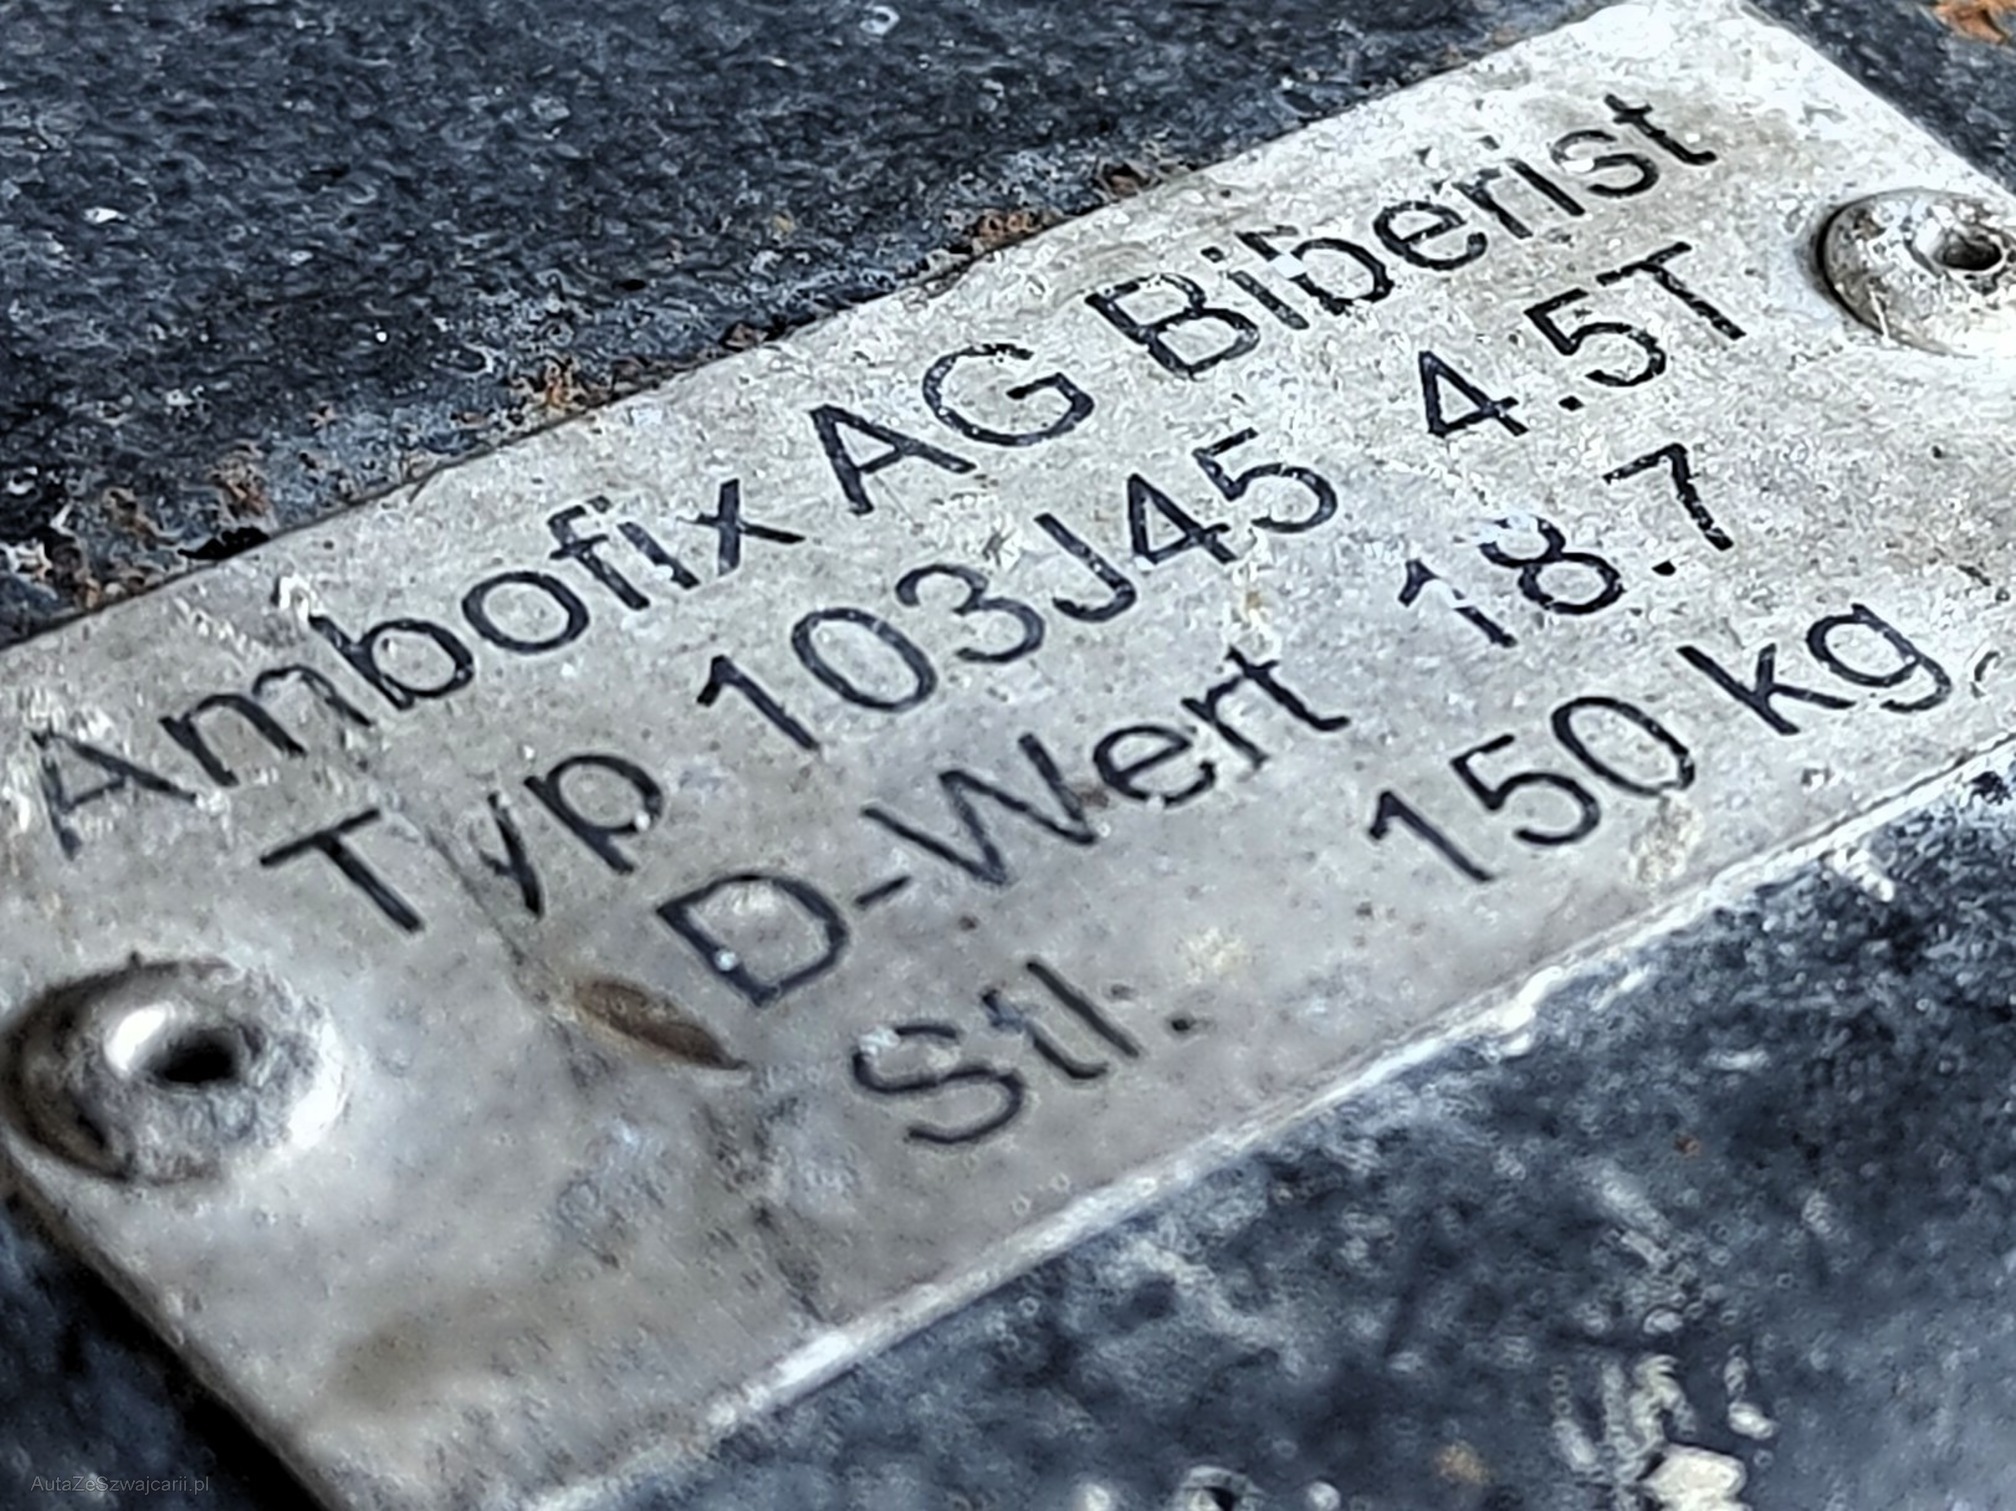 Ambofix AG Biberist
Typ 103J45 4.5T
D-Wert 18.7
Stl. 150 kg
AutaZeSzwajcarii.pl